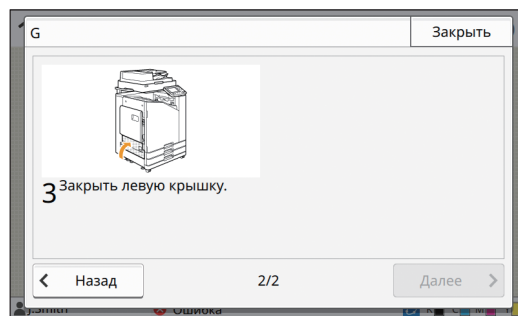 G
Закрыть
3 Закрыть левую крышку.
Назад
2/2
Далее
J.Smith
Ошибка
K C M Y